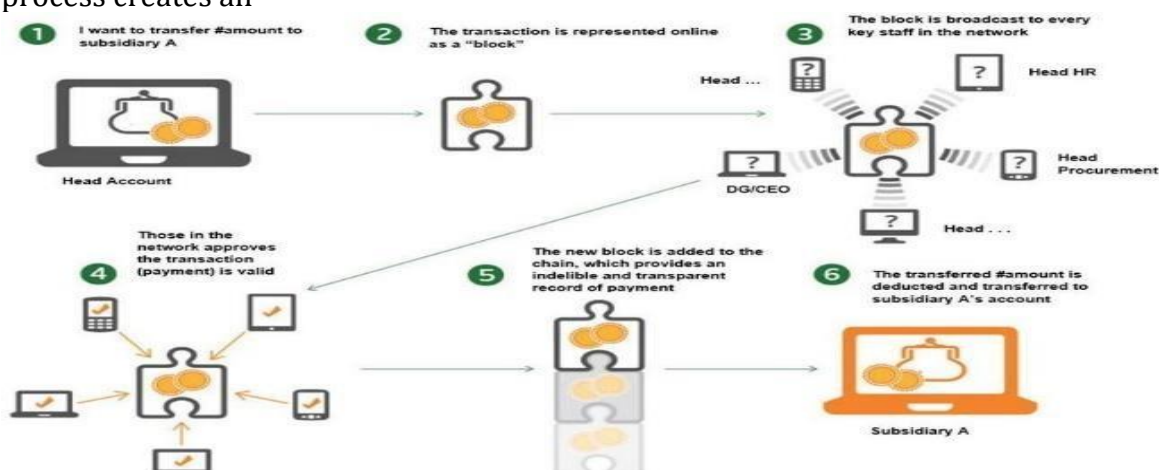 process creates an
1 I want to transfer #amount to
subsidiary A
2 The transaction is represented online
as a “block”
3 The block is broadcast to every
key staff in the network
Head ...
?
?
Head HR
?
DG/CEO
?
Head
Procurement
?
Head . . .
Head Account
4 Those in the
network approves
the transaction
(payment) is valid
5 The new block is added to the
chain, which provides an
indelible and transparent
record of payment
6 The transferred #amount is
deducted and transferred to
subsidiary A's account
Subsidiary A